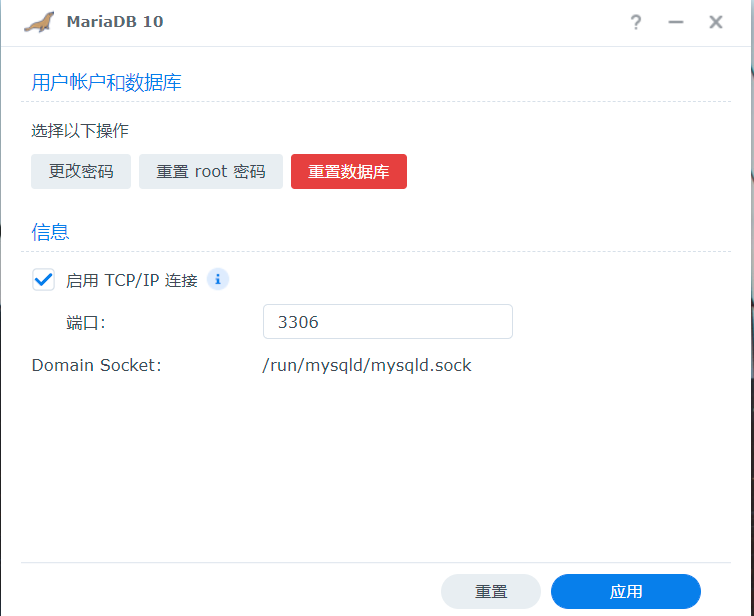 MariaDB 10
用户帐户和数据库
选择以下操作
更改密码 重置 root 密码 重置数据库
信息
启用 TCP/IP 连接
端口: 3306
Domain Socket: /run/mysqld/mysqld.sock
重置 应用